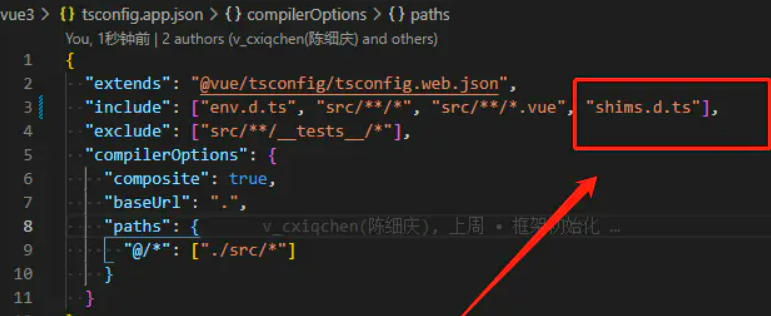 vue3 > {} tsconfig.app.json > {} compilerOptions > {} paths
You, 1秒钟前 | 2 authors (v_cxiqchen(陈细庆) and others)
1 {
2 "extends": "@vue/tsconfig/tsconfig.web.json",
3 "include": ["env.d.ts", "src/**/*", "src/**/*.vue", "shims.d.ts"],
4 "exclude": ["src/**/__tests__/*"],
5 "compilerOptions": {
6 "composite": true,
7 "baseUrl": ".",
8 "paths": { v_cxiqchen(陈细庆), 上周 • 框架初始化 …
9 "@/*": ["./src/*"]
10 }
11 }